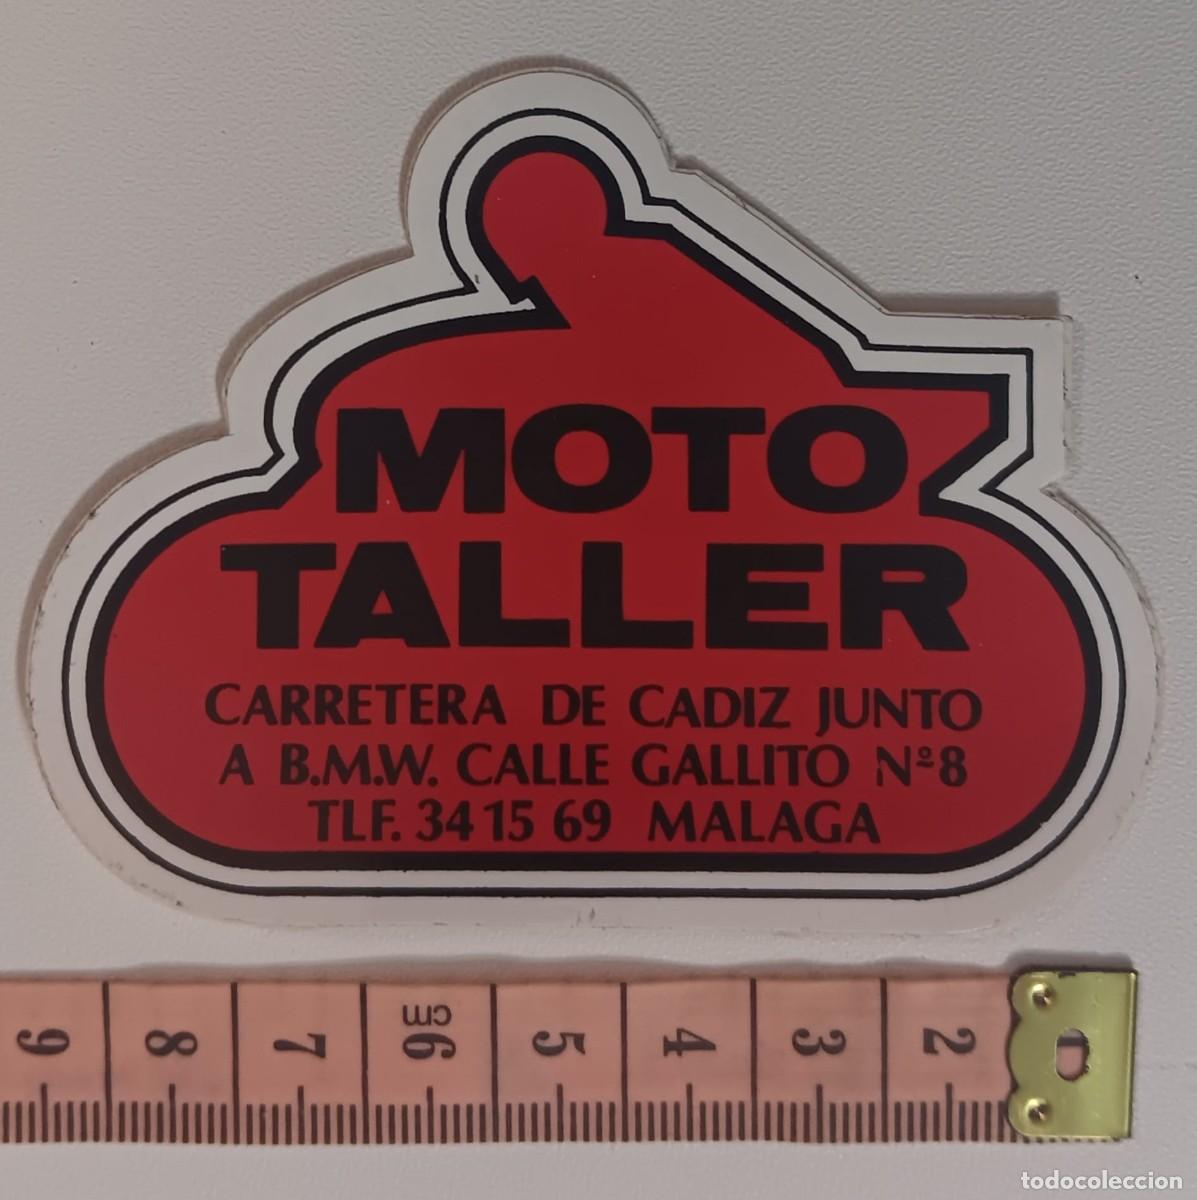 MOTO
TALLER
CARRETERA DE CADIZ JUNTO
A B.M.W. CALLE GALLITO Nº8
TLF. 34 15 69 MALAGA
9 8 7 6 cm 5 4 3 2
todocoleccion